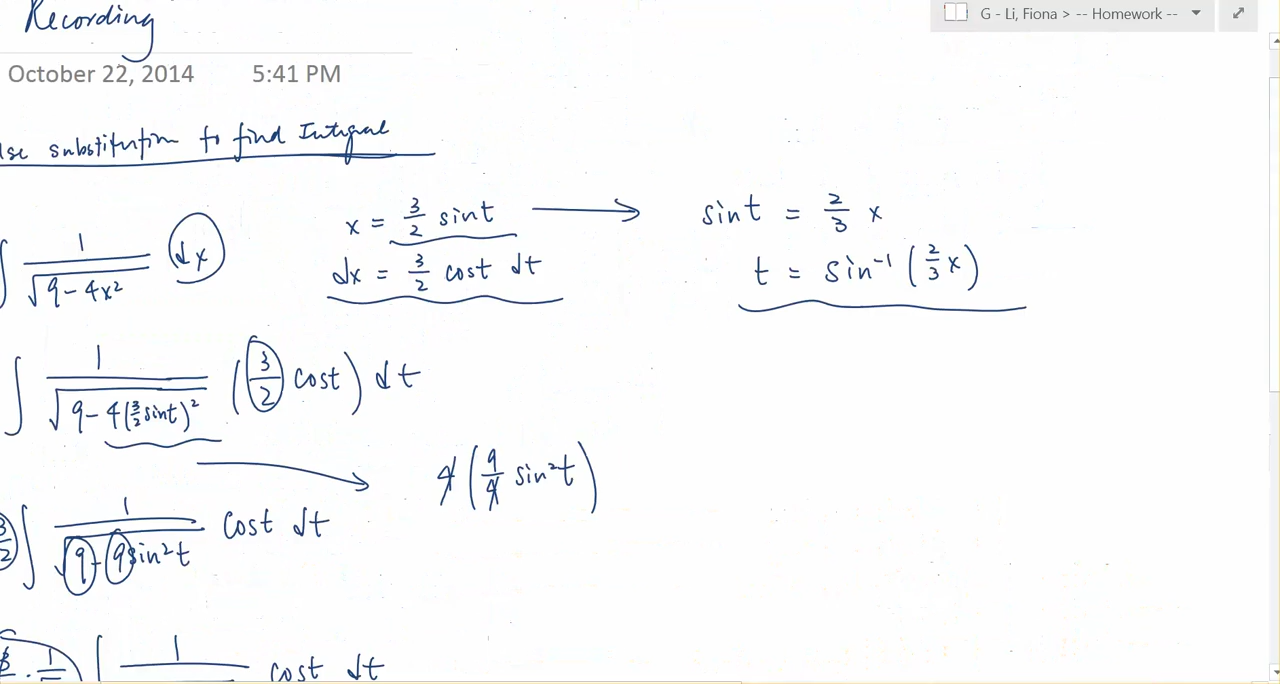 Recording
G - Li, Fiona > -- Homework --
October 22, 2014 5:41 PM
se substitution to find Integral
∫ 1/√(9-4x²) dx
x = 3/2 sint → sint = 2/3 x
dx = 3/2 cost dt
t = sin⁻¹ (2/3 x)
∫ 1/√(9-4(3/2 sint)²) (3/2 cost) dt
4(9/4 sin²t)
3/2 ∫ 1/√(9-9sin²t) cost dt
∫ 1 cost dt